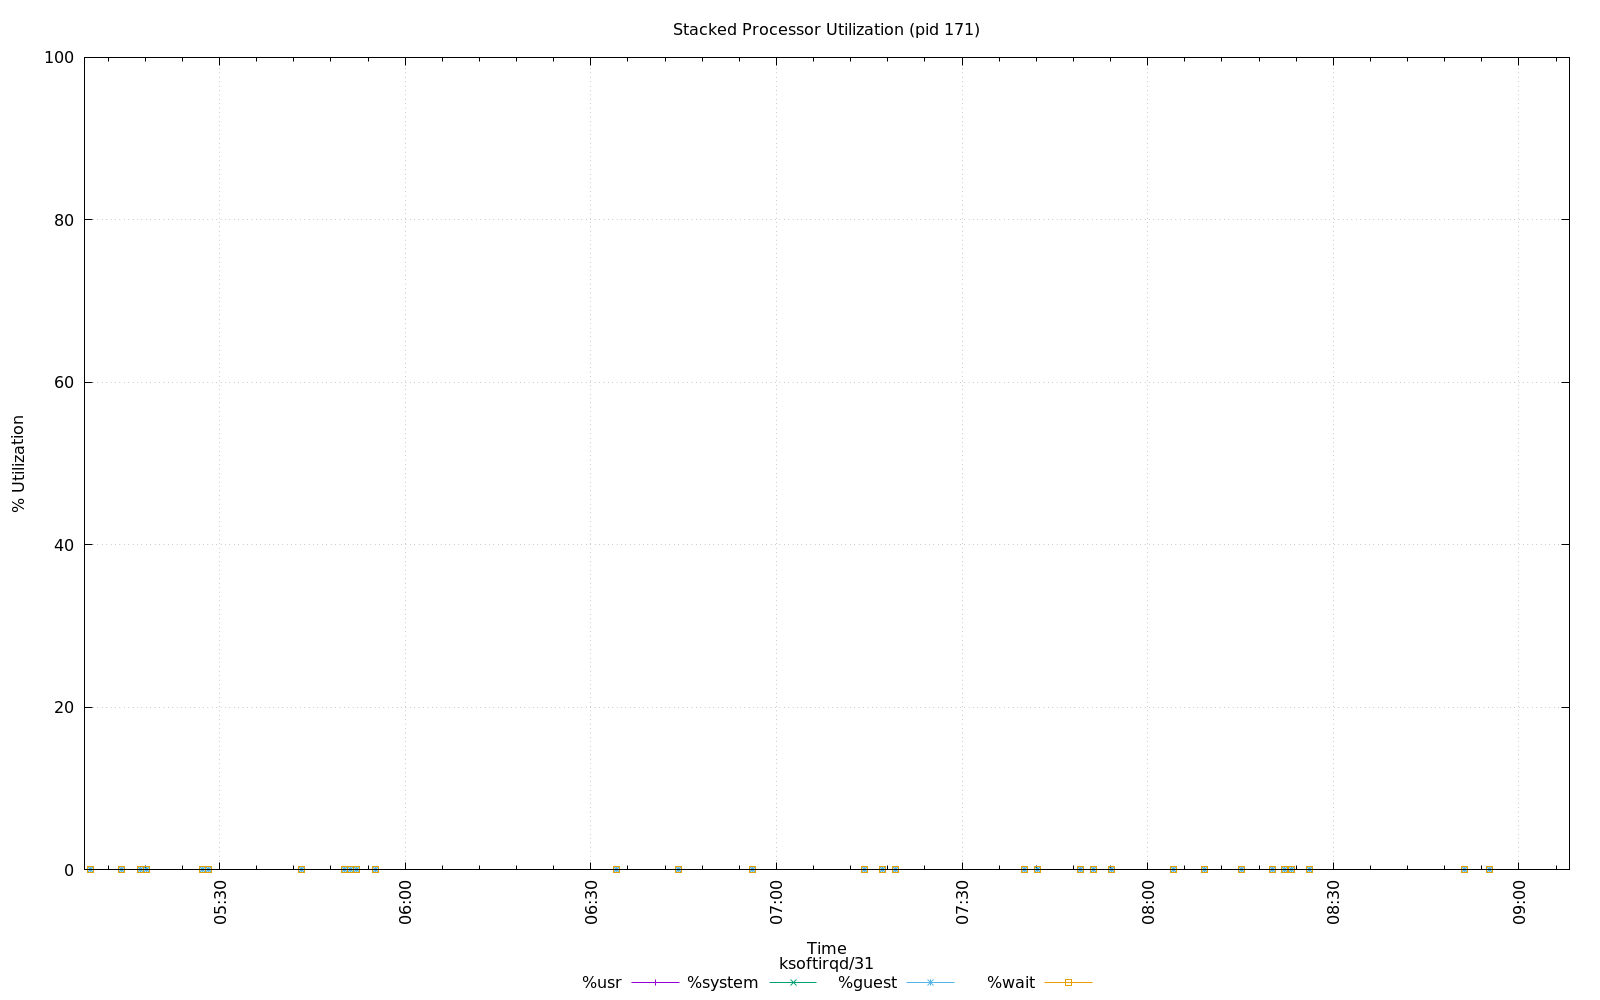 Stacked Processor Utilization (pid 171)
100
80
60
40
20
0
% Utilization
05:30 06:00 06:30 07:00 07:30 08:00 08:30 09:00
Time
ksoftirqd/31
%usr %system %guest %wait